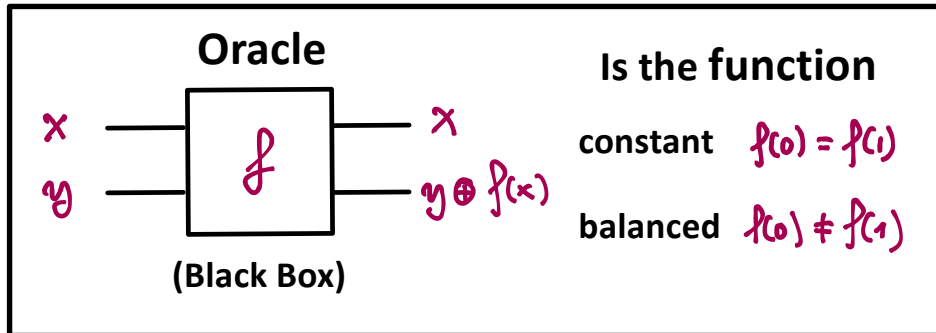 Oracle
x
y
f
x
y ⊕ f(x)
(Black Box)
Is the function
constant f(0) = f(1)
balanced f(0) ≠ f(1)